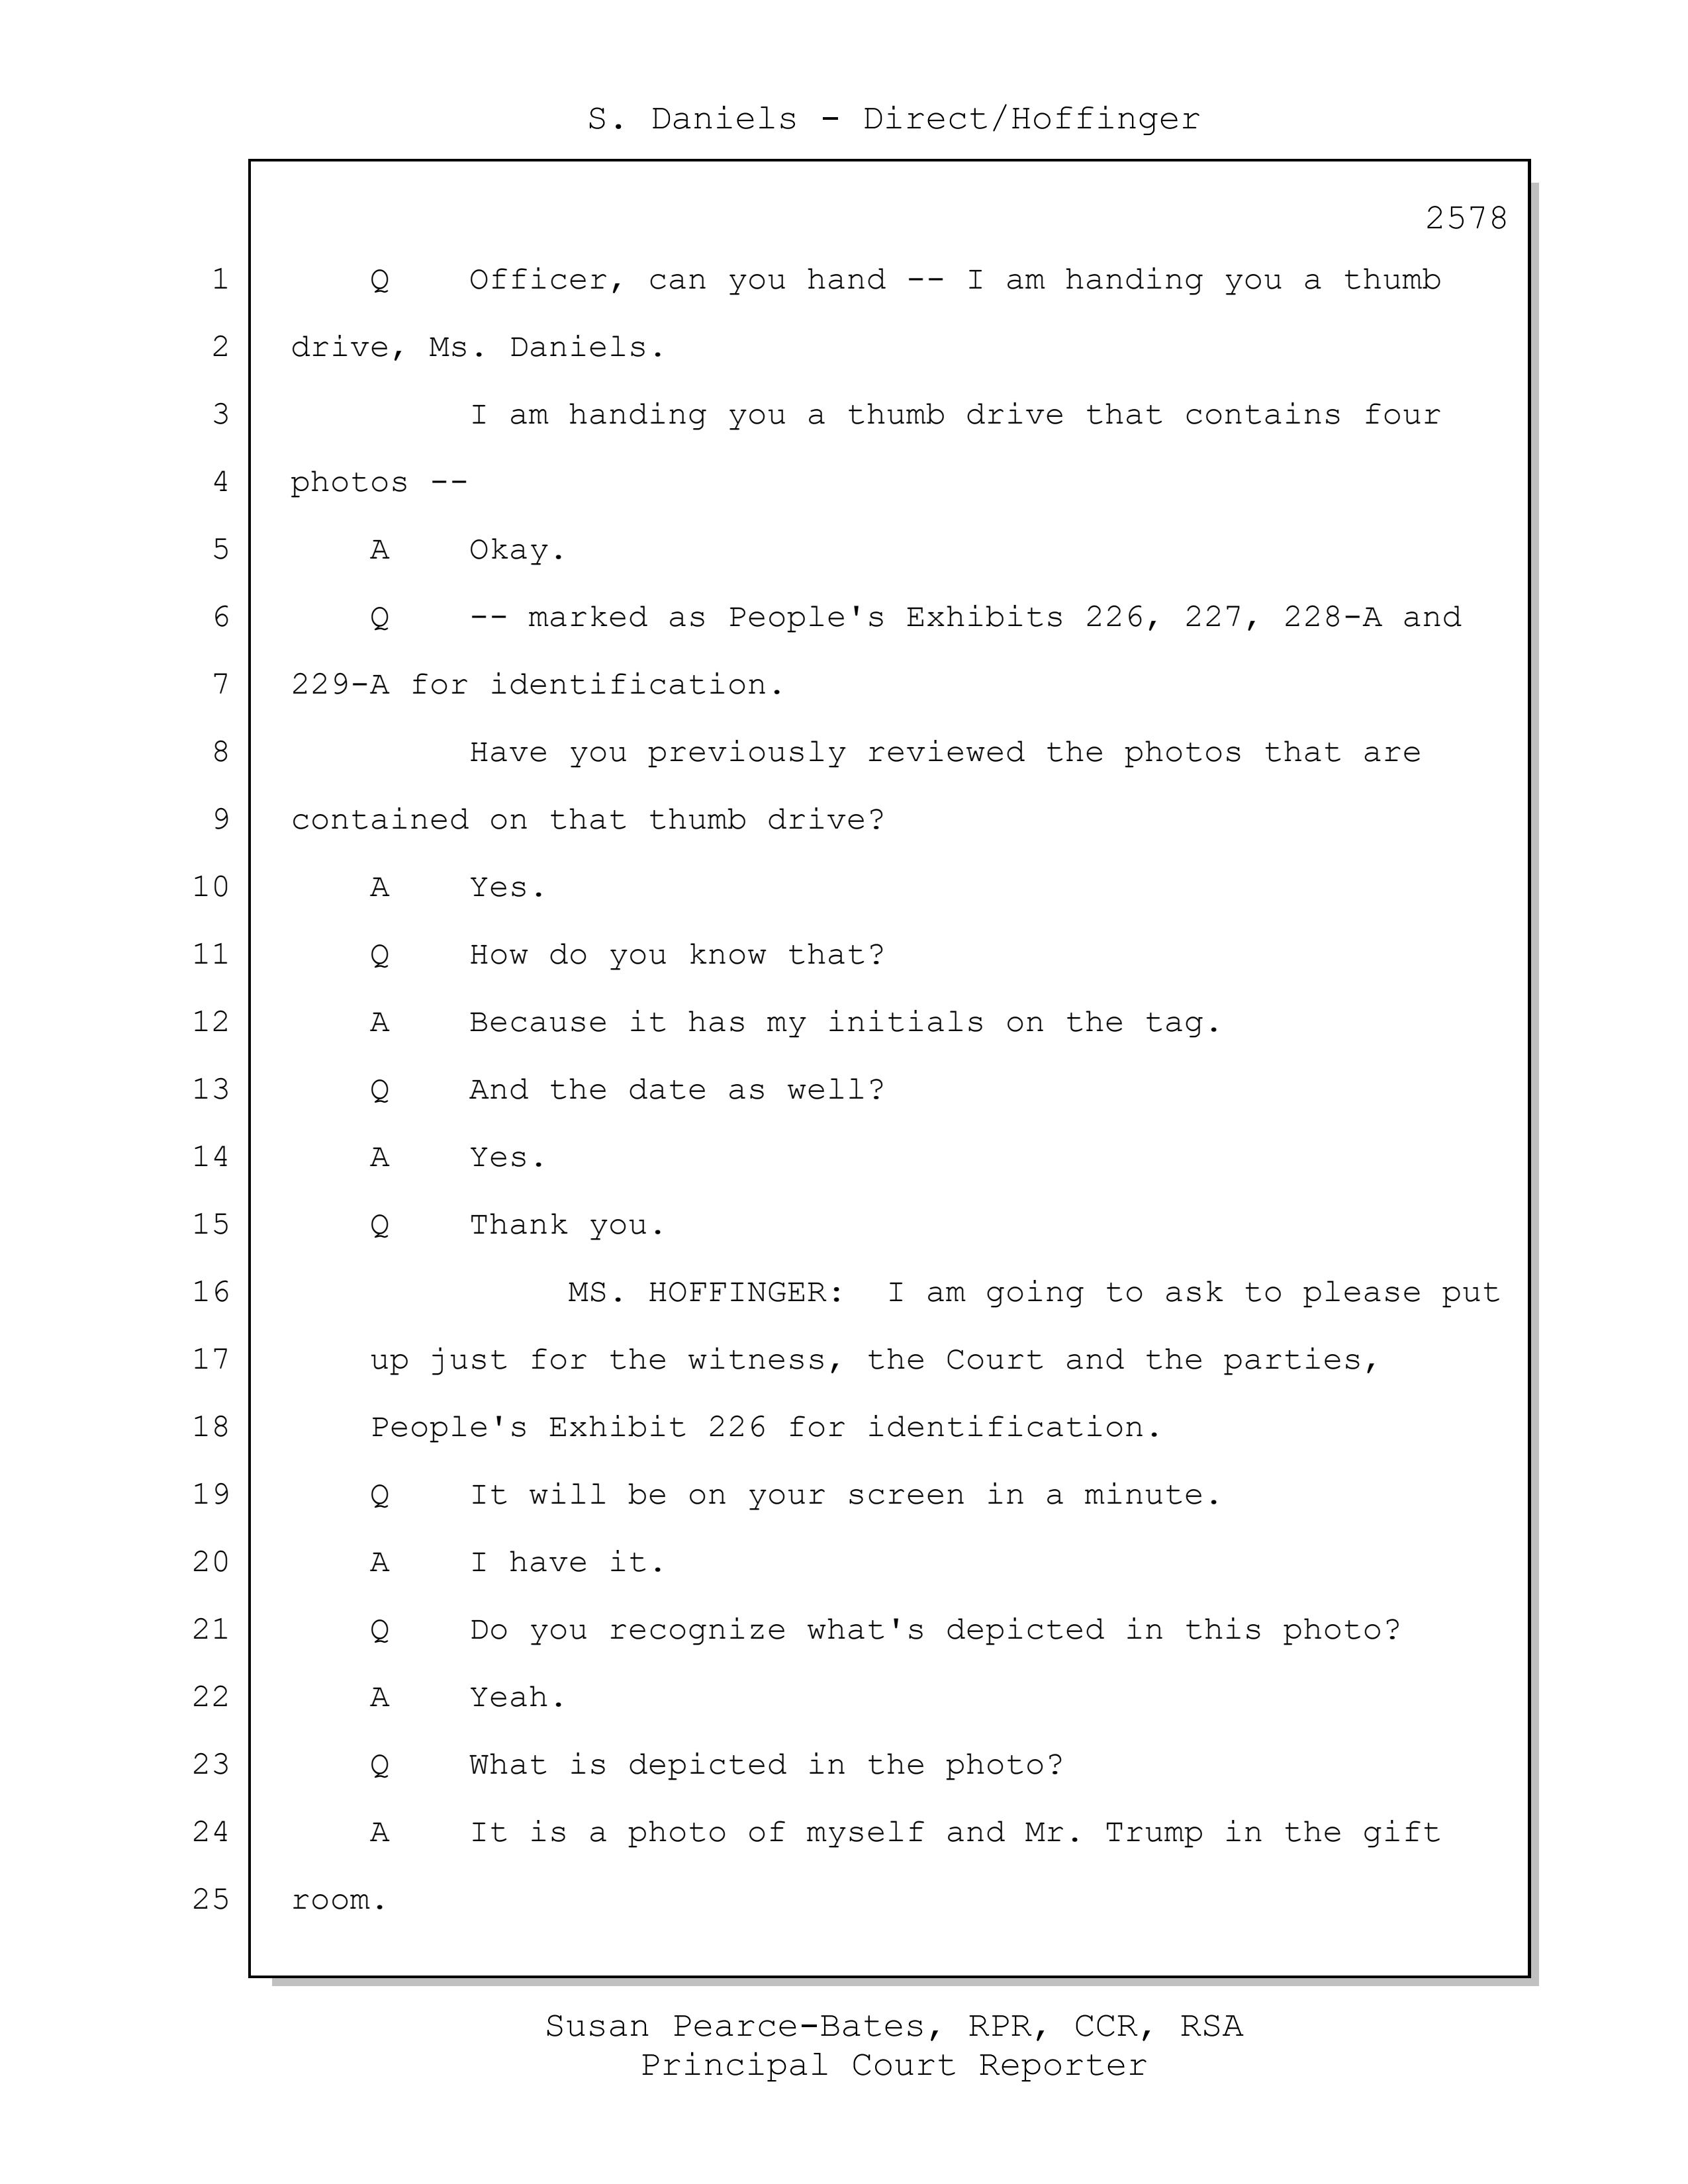 S. Daniels - Direct/Hoffinger
2578
1 Q Officer, can you hand -- I am handing you a thumb
2 drive, Ms. Daniels.
3 I am handing you a thumb drive that contains four
4 photos --
5 A Okay.
6 Q -- marked as People's Exhibits 226, 227, 228-A and
7 229-A for identification.
8 Have you previously reviewed the photos that are
9 contained on that thumb drive?
10 A Yes.
11 Q How do you know that?
12 A Because it has my initials on the tag.
13 Q And the date as well?
14 A Yes.
15 Q Thank you.
16 MS. HOFFINGER: I am going to ask to please put
17 up just for the witness, the Court and the parties,
18 People's Exhibit 226 for identification.
19 Q It will be on your screen in a minute.
20 A I have it.
21 Q Do you recognize what's depicted in this photo?
22 A Yeah.
23 Q What is depicted in the photo?
24 A It is a photo of myself and Mr. Trump in the gift
25 room.
Susan Pearce-Bates, RPR, CCR, RSA
Principal Court Reporter